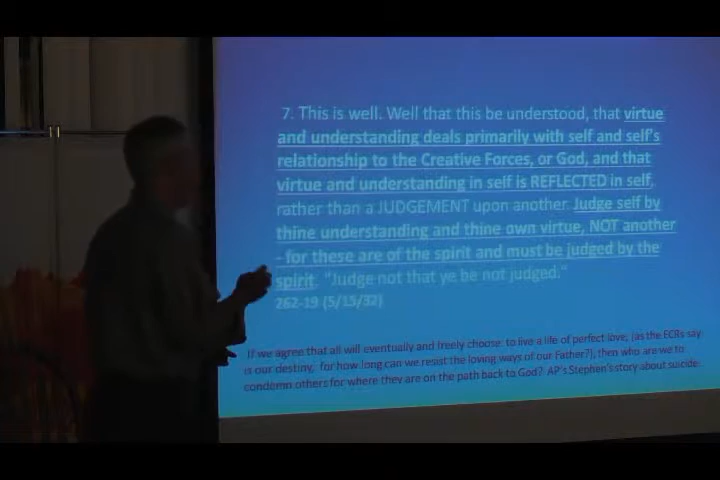 7. This is well. Well that this be understood, that virtue
and understanding deals primarily with self and self's
relationship to the Creative Forces, or God, and that
virtue and understanding in self is REFLECTED in self,
rather than a JUDGEMENT upon another. Judge self by
thine understanding and thine own virtue, NOT another
- for these are of the spirit and must be judged by the
spirit. "Judge not that ye be not judged."
262-19 (5/15/32)
If we agree that all will eventually and freely choose to live a life of perfect love, (as the ECRs say
is our destiny, for how long can we resist the loving ways of our Father?), then who are we to
condemn others for where they are on the path back to God? AP's Stephen's story about suicide.